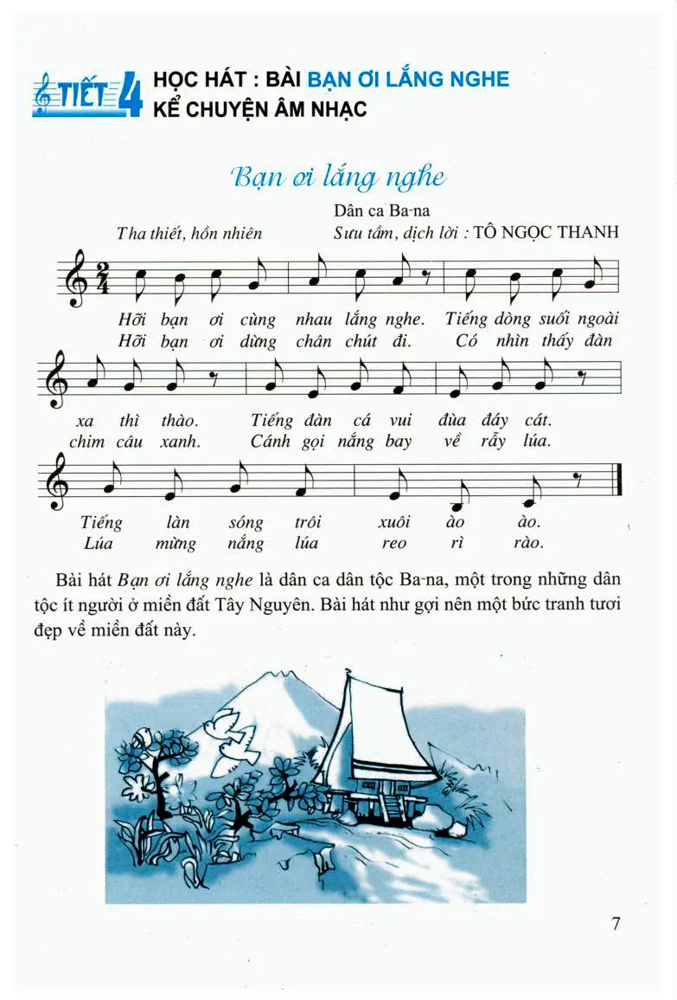 TIẾT 4
HỌC HÁT : BÀI BẠN ƠI LẮNG NGHE
KỂ CHUYỆN ÂM NHẠC
Bạn ơi lắng nghe
Dân ca Ba-na
Tha thiết, hồn nhiên
Sưu tầm, dịch lời : TÔ NGỌC THANH
2
4
Hỡi bạn ơi cùng nhau lắng nghe. Tiếng dòng suối ngoài
Hỡi bạn ơi dừng chân chút đi. Có nhìn thấy đàn
xa thì thào. Tiếng đàn cá vui đùa đáy cát.
chim câu xanh. Cánh gọi nắng bay về rẫy lúa.
Tiếng làn sóng trôi xuôi ào ào.
Lúa mừng nắng lúa reo rì rào.
Bài hát Bạn ơi lắng nghe là dân ca dân tộc Ba-na, một trong những dân
tộc ít người ở miền đất Tây Nguyên. Bài hát như gợi nên một bức tranh tươi
đẹp về miền đất này.
7